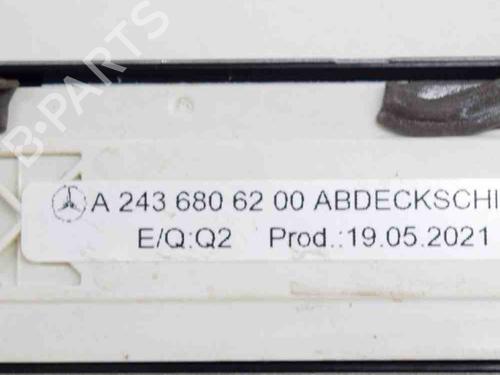 B-PARTS
A 243 680 62 00 ABDECKSCHI
E/Q:Q2 Prod.:19.05.2021